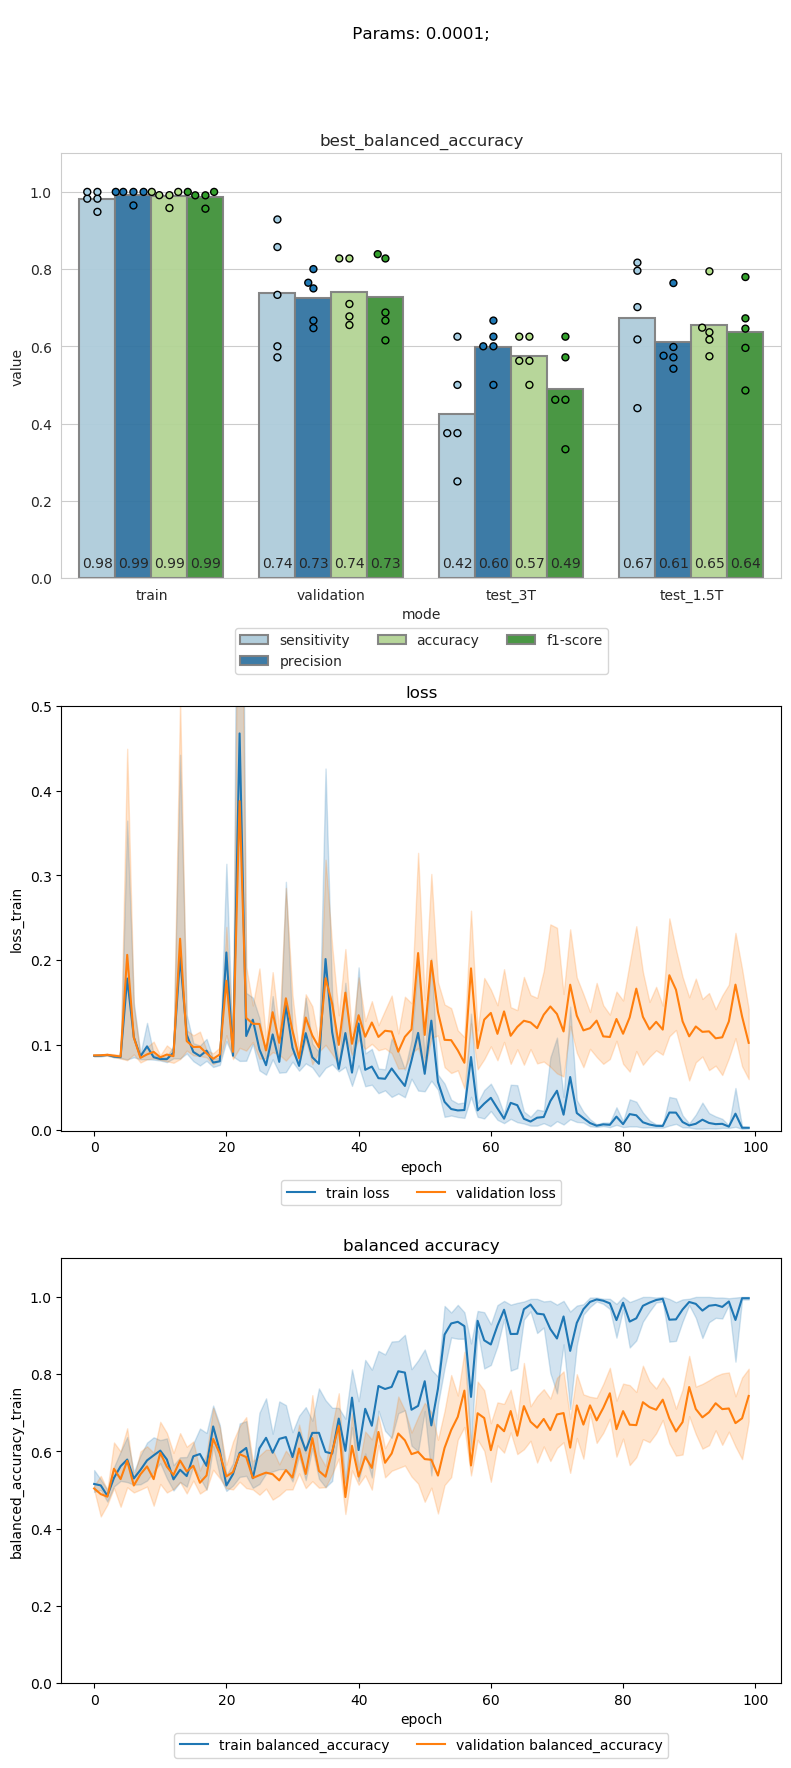 Params: 0.0001;
best_balanced_accuracy
value
1.0
0.8
0.6
0.4
0.2
0.0
0.98 0.99 0.99 0.99 0.74 0.73 0.74 0.73 0.42 0.60 0.57 0.49 0.67 0.61 0.65 0.64
train validation test_3T test_1.5T
mode
sensitivity accuracy f1-score
precision
loss
loss_train
0.5
0.4
0.3
0.2
0.1
0.0
0 20 40 60 80 100
epoch
train loss validation loss
balanced accuracy
balanced_accuracy_train
1.0
0.8
0.6
0.4
0.2
0.0
0 20 40 60 80 100
epoch
train balanced_accuracy validation balanced_accuracy